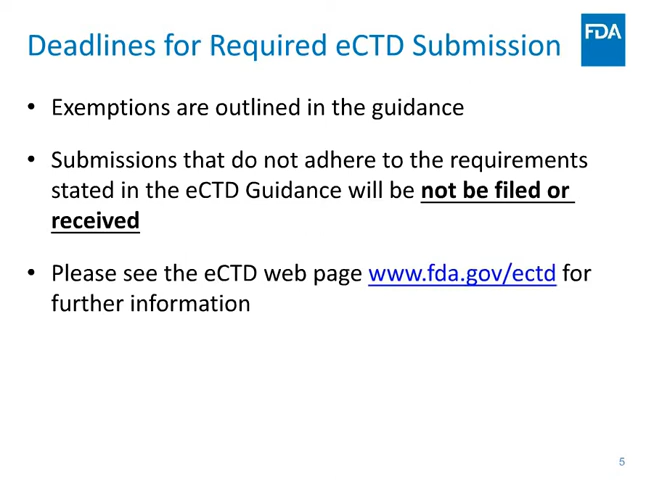 Deadlines for Required eCTD Submission
FDA
• Exemptions are outlined in the guidance
• Submissions that do not adhere to the requirements
stated in the eCTD Guidance will be not be filed or
received
• Please see the eCTD web page www.fda.gov/ectd for
further information
5